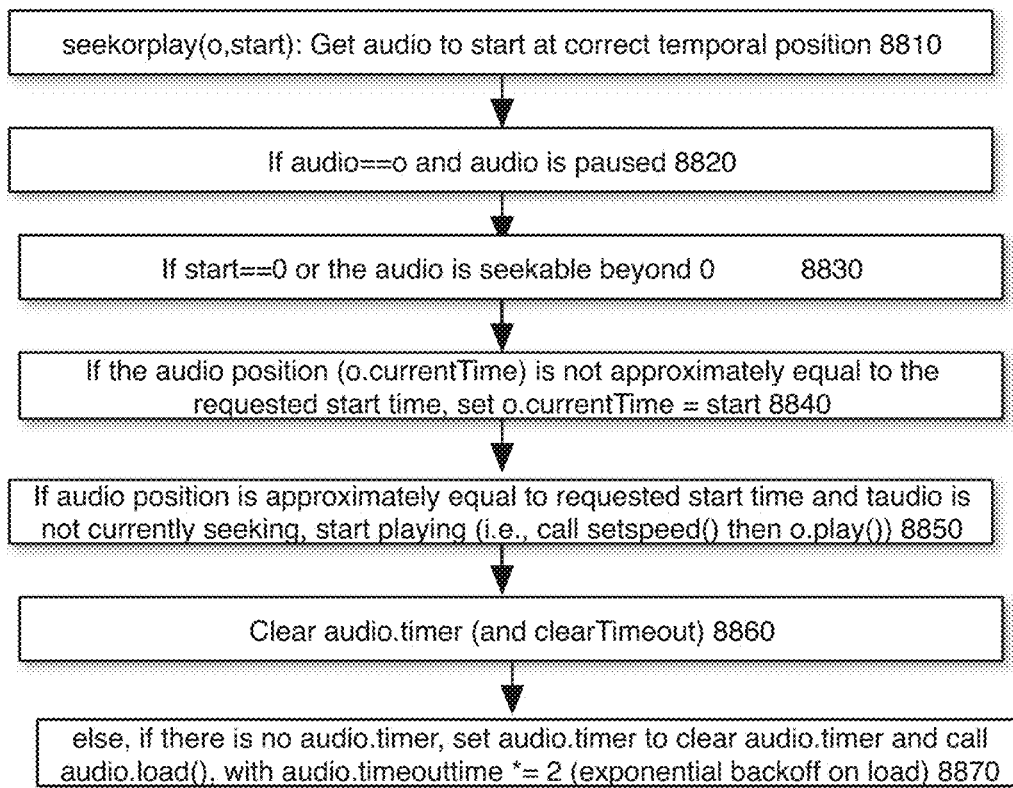 seekorplay(o,start): Get audio to start at correct temporal position 8810
If audio==o and audio is paused 8820
If start==0 or the audio is seekable beyond 0 8830
If the audio position (o.currentTime) is not approximately equal to the
requested start time, set o.currentTime = start 8840
If audio position is approximately equal to requested start time and taudio is
not currently seeking, start playing (i.e., call setspeed() then o.play()) 8850
Clear audio.timer (and clearTimeout) 8860
else, if there is no audio.timer, set audio.timer to clear audio.timer and call
audio.load(), with audio.timeouttime *= 2 (exponential backoff on load) 8870